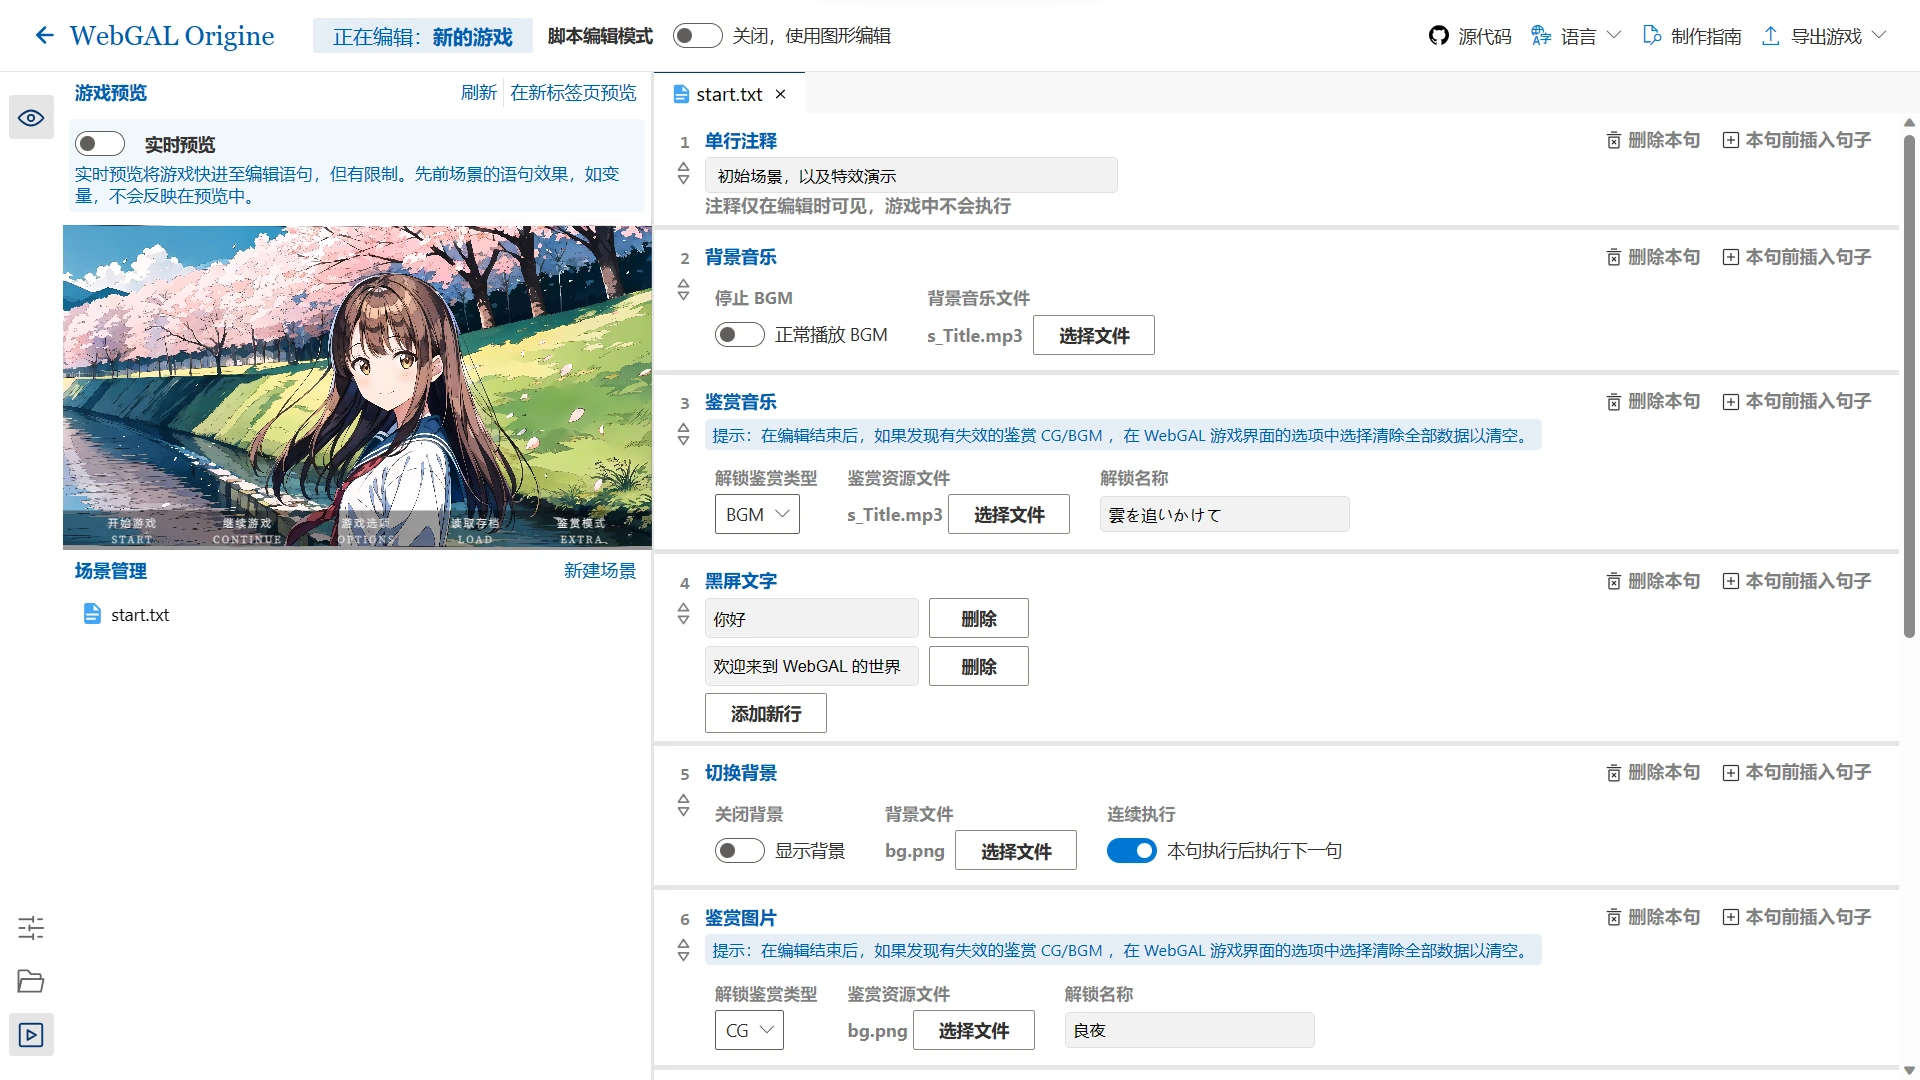 WebGAL Origine
正在编辑：新的游戏
脚本编辑模式
关闭，使用图形编辑
源代码
语言
制作指南
导出游戏
游戏预览
刷新
在新标签页预览
实时预览
实时预览将游戏快进至编辑语句，但有限制。先前场景的语句效果，如变
量，不会反映在预览中。
开始游戏
START
继续游戏
CONTINUE
游戏选项
OPTIONS
读取存档
LOAD
鉴赏模式
EXTRA
场景管理
新建场景
start.txt
start.txt
1 单行注释
删除本句
本句前插入句子
初始场景，以及特效演示
注释仅在编辑时可见，游戏中不会执行
2 背景音乐
删除本句
本句前插入句子
停止 BGM
背景音乐文件
正常播放 BGM
s_Title.mp3
选择文件
3 鉴赏音乐
删除本句
本句前插入句子
提示：在编辑结束后，如果发现有失效的鉴赏 CG/BGM ，在 WebGAL 游戏界面的选项中选择清除全部数据以清空。
解锁鉴赏类型
鉴赏资源文件
解锁名称
BGM
s_Title.mp3
选择文件
雲を追いかけて
4 黑屏文字
删除本句
本句前插入句子
你好
删除
欢迎来到 WebGAL 的世界
删除
添加新行
5 切换背景
删除本句
本句前插入句子
关闭背景
背景文件
连续执行
显示背景
bg.png
选择文件
本句执行后执行下一句
6 鉴赏图片
删除本句
本句前插入句子
提示：在编辑结束后，如果发现有失效的鉴赏 CG/BGM ，在 WebGAL 游戏界面的选项中选择清除全部数据以清空。
解锁鉴赏类型
鉴赏资源文件
解锁名称
CG
bg.png
选择文件
良夜